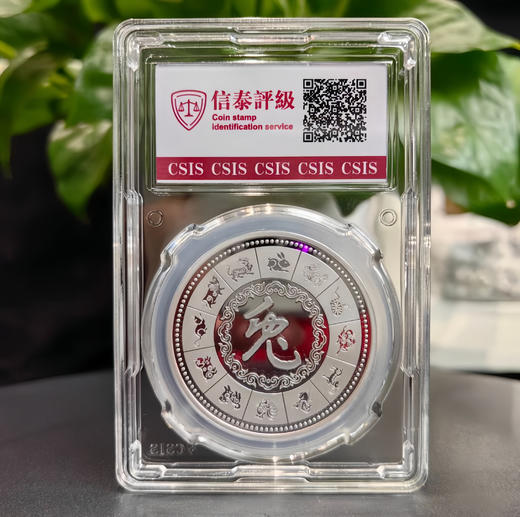 信泰評級
Coin stamp
identification service
CSIS CSIS CSIS CSIS CSIS
兔